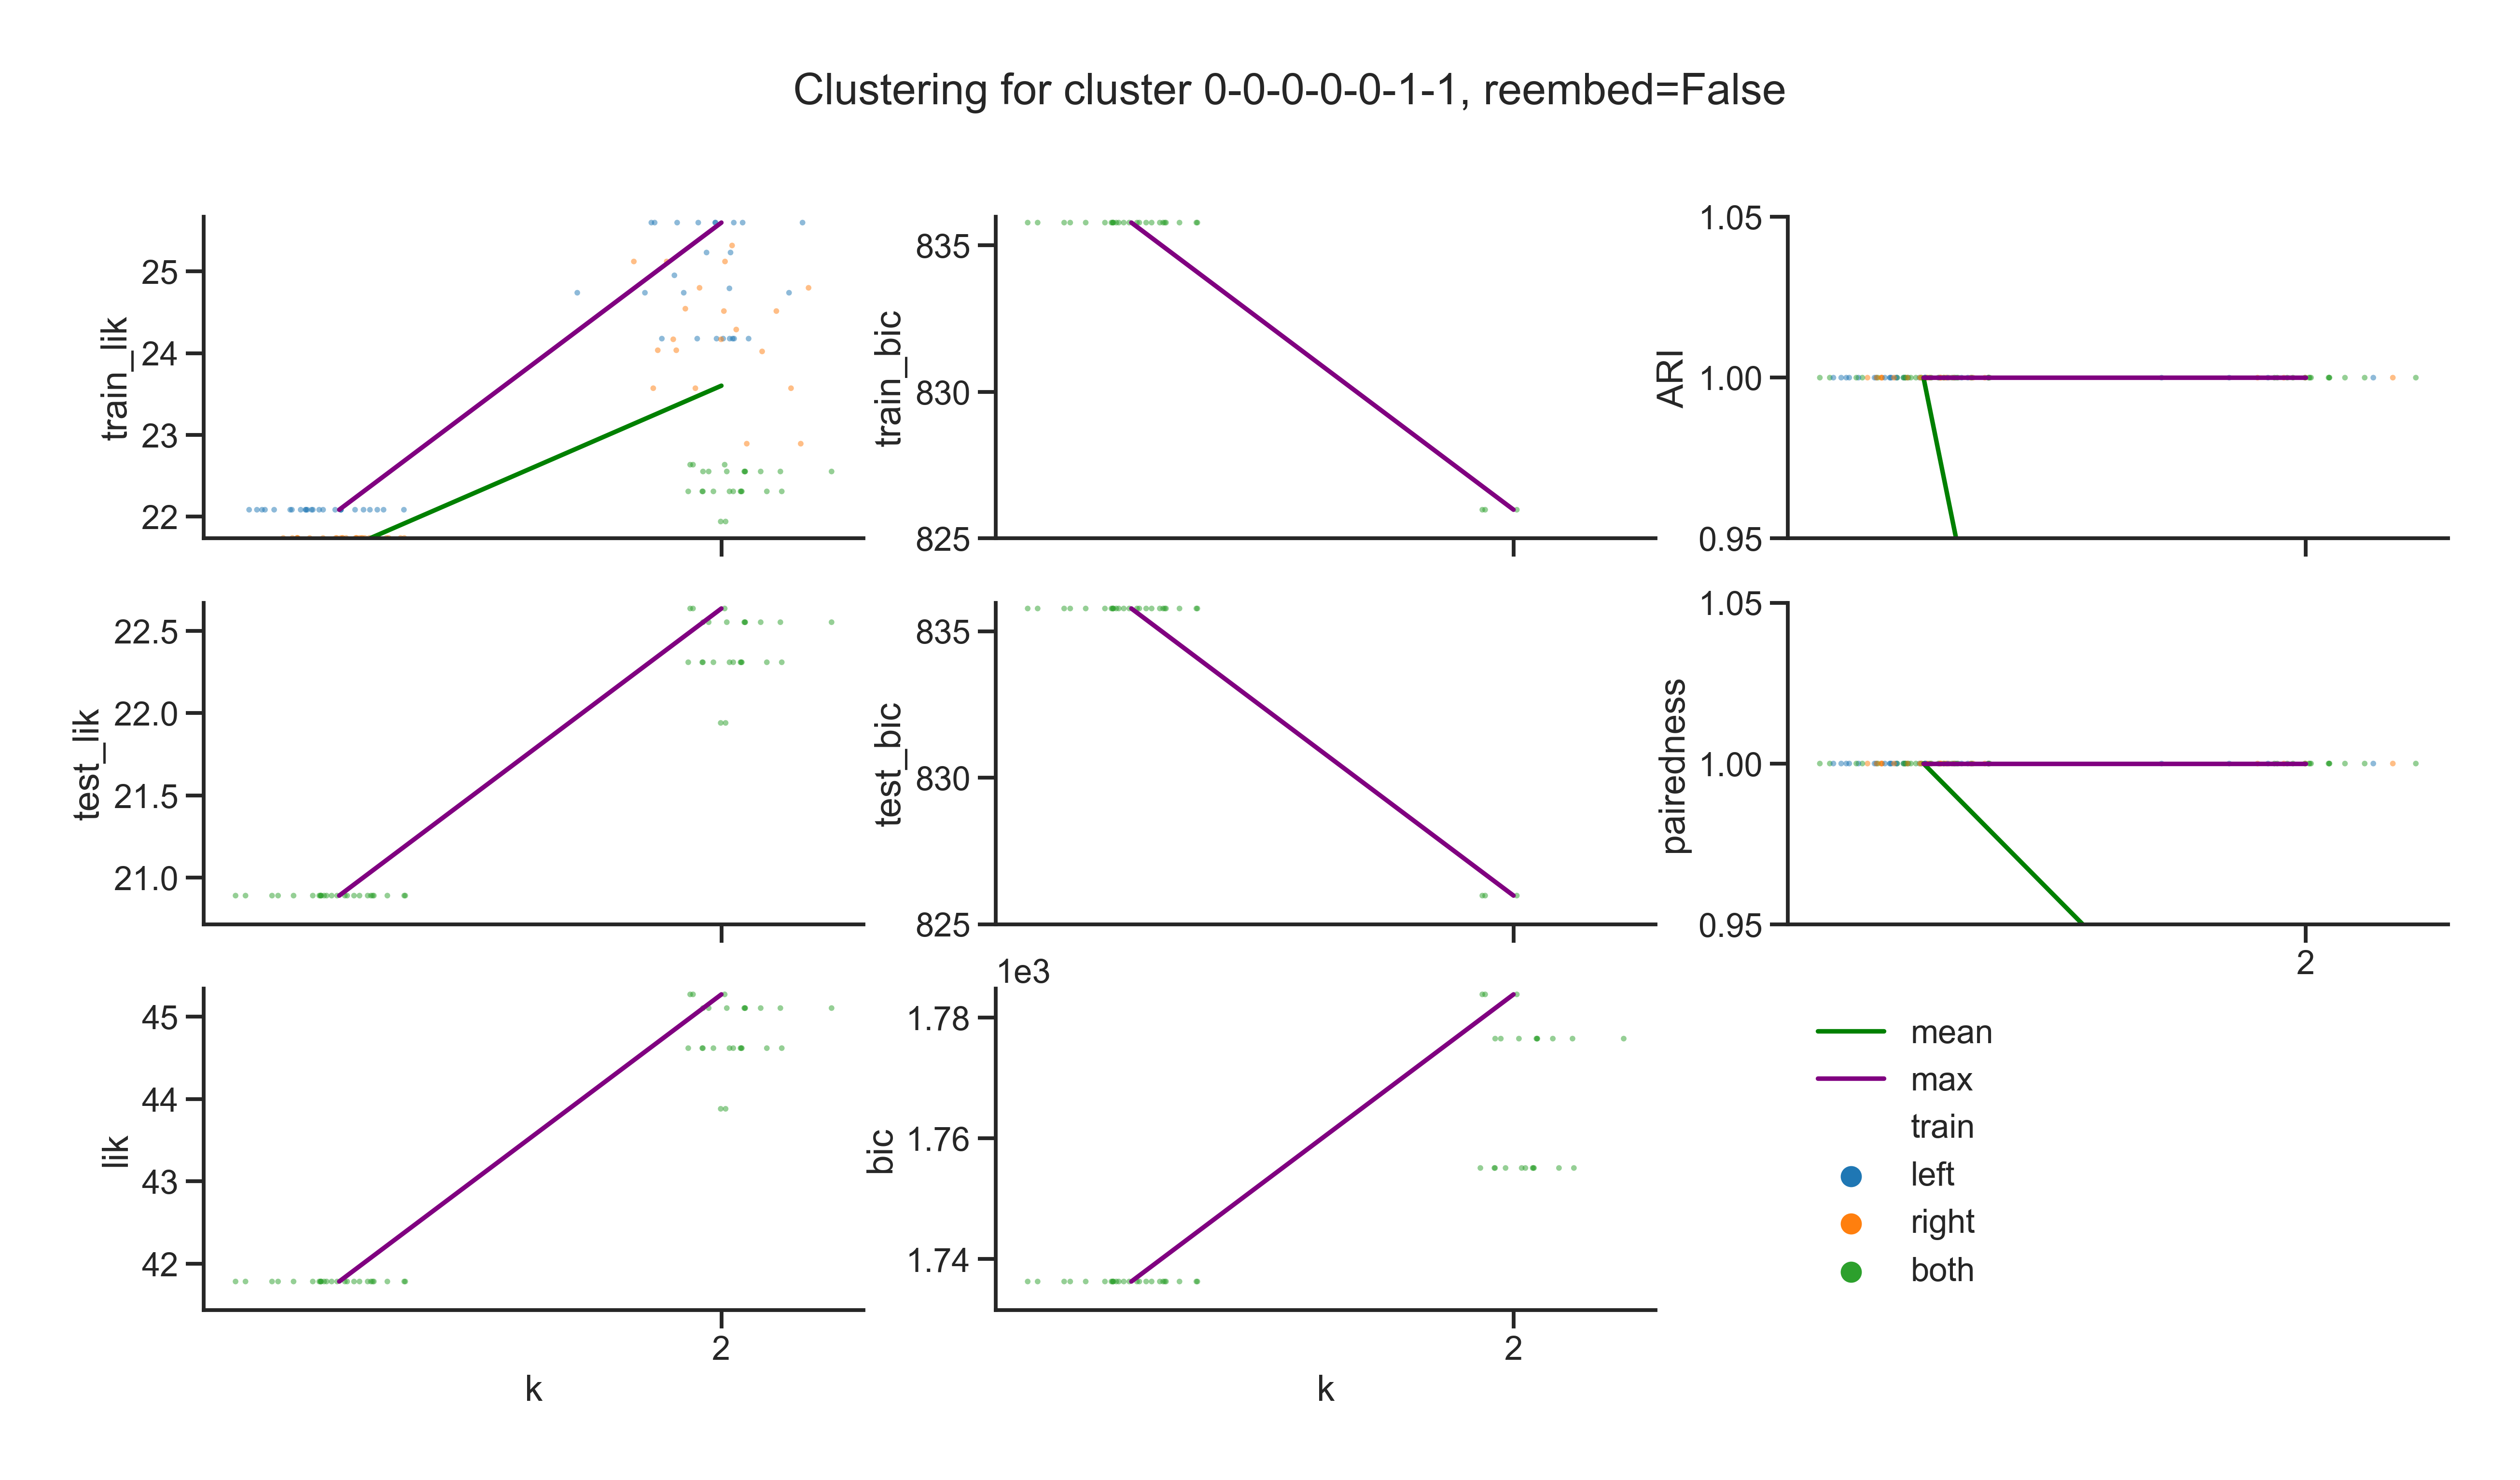 Clustering for cluster 0-0-0-0-0-1-1, reembed=False
train_lik
25
24
23
22
train_bic
835
830
825
ARI
1.05
1.00
0.95
test_lik
22.5
22.0
21.5
21.0
test_bic
835
830
825
pairedness
1.05
1.00
0.95
2
lik
45
44
43
42
2
k
1e3
bic
1.78
1.76
1.74
2
k
mean
max
train
left
right
both